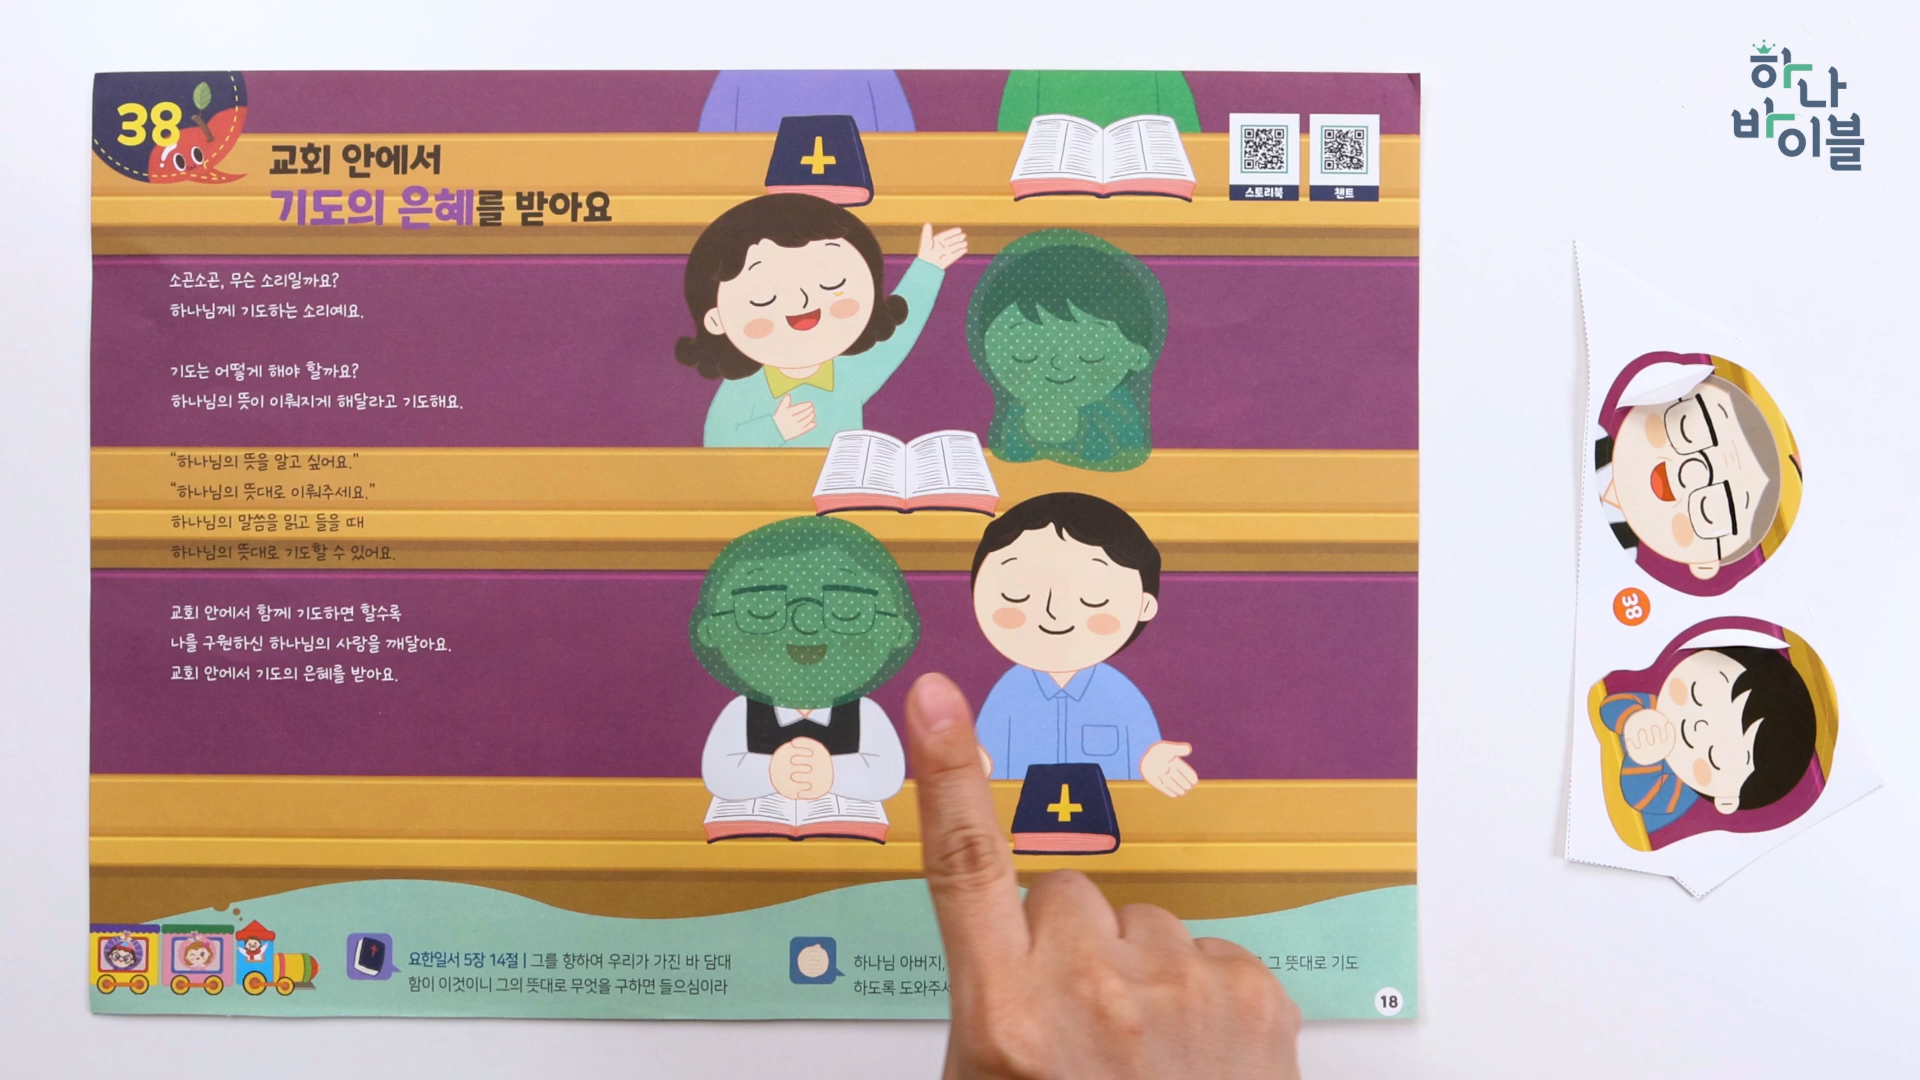 하나
바이블
38
교회 안에서
기도의 은혜를 받아요
스토리북
챈트
소곤소곤, 무슨 소리일까요?
하나님께 기도하는 소리예요.
기도는 어떻게 해야 할까요?
하나님의 뜻이 이뤄지게 해달라고 기도해요.
“하나님의 뜻을 알고 싶어요.”
“하나님의 뜻대로 이뤄주세요.”
하나님의 말씀을 읽고 들을 때
하나님의 뜻대로 기도할 수 있어요.
교회 안에서 함께 기도하면 할수록
나를 구원하신 하나님의 사랑을 깨달아요.
교회 안에서 기도의 은혜를 받아요.
38
요한일서 5장 14절 | 그를 향하여 우리가 가진 바 담대
함이 이것이니 그의 뜻대로 무엇을 구하면 들으심이라
하나님 아버지, 그 뜻대로 기도
하도록 도와주
18